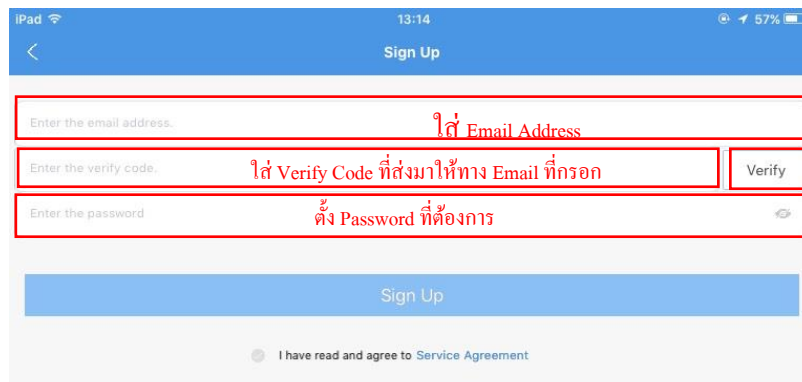 iPad 13:14 57%
Sign Up
Enter the email address. ใส่ Email Address
Enter the verify code. ใส่ Verify Code ที่ส่งมาให้ทาง Email ที่กรอก Verify
Enter the password ตั้ง Password ที่ต้องการ
Sign Up
I have read and agree to Service Agreement